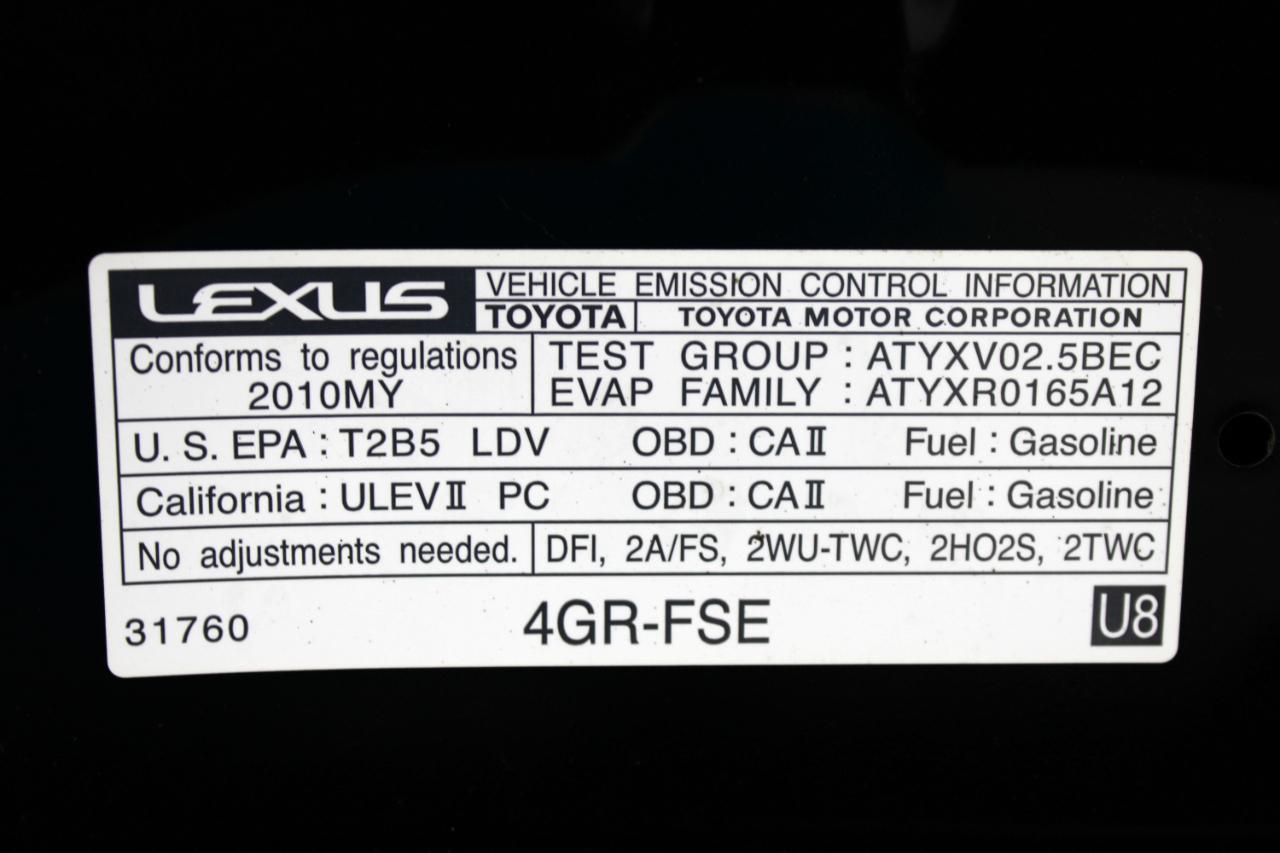 LEXUS VEHICLE EMISSION CONTROL INFORMATION
TOYOTA TOYOTA MOTOR CORPORATION
Conforms to regulations TEST GROUP : ATYXV02.5BEC
2010MY EVAP FAMILY : ATYXR0165A12
U. S. EPA : T2B5 LDV OBD : CAⅡ Fuel : Gasoline
California : ULEVⅡ PC OBD : CAⅡ Fuel : Gasoline
No adjustments needed. DFI, 2A/FS, 2WU-TWC, 2HO2S, 2TWC
31760 4GR-FSE U8